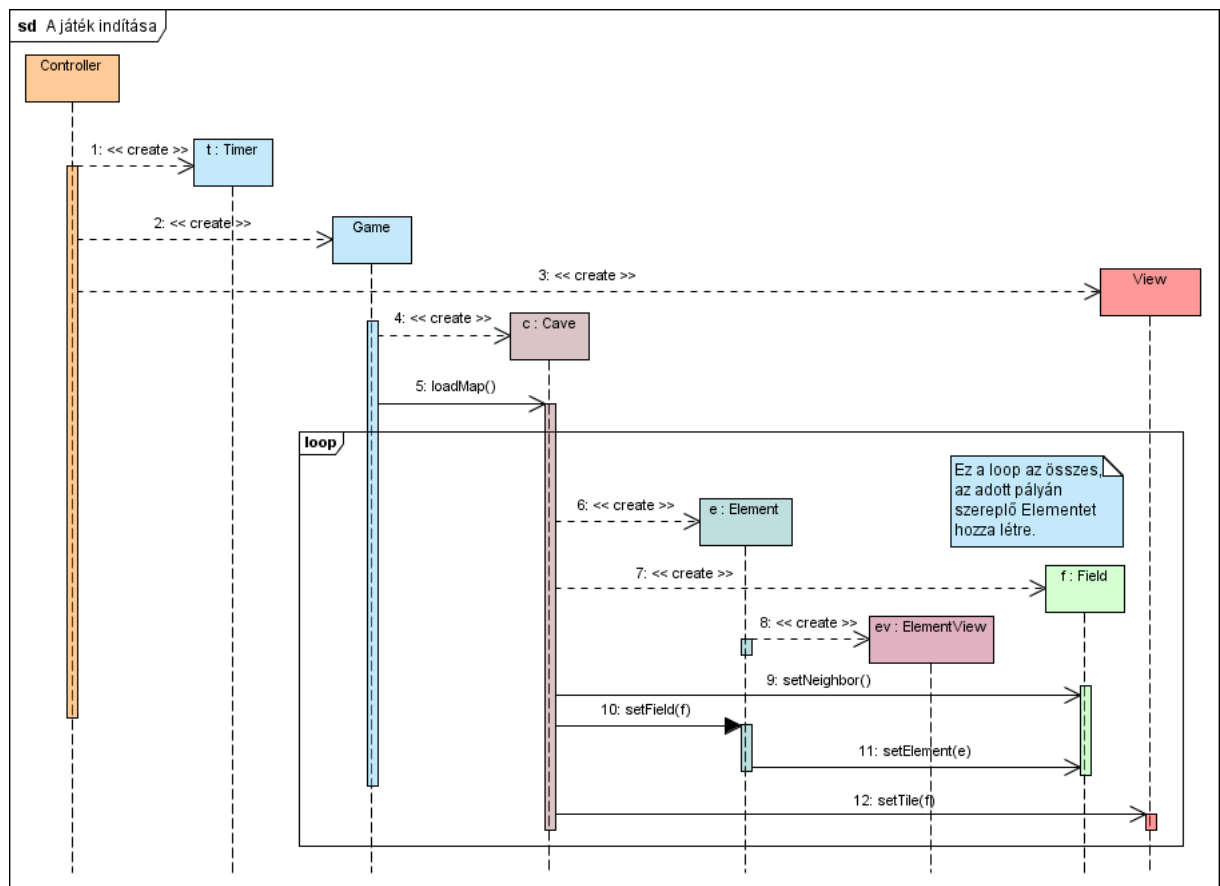 sd A játék indítása
Controller
1: << create >>
t : Timer
2: << create >>
Game
3: << create >>
View
4: << create >>
c : Cave
5: loadMap()
loop
Ez a loop az összes,
az adott pályán
szereplő Elementet
hozza létre.
6: << create >>
e : Element
7: << create >>
f : Field
8: << create >>
ev : ElementView
9: setNeighbor()
10: setField(f)
11: setElement(e)
12: setTile(f)